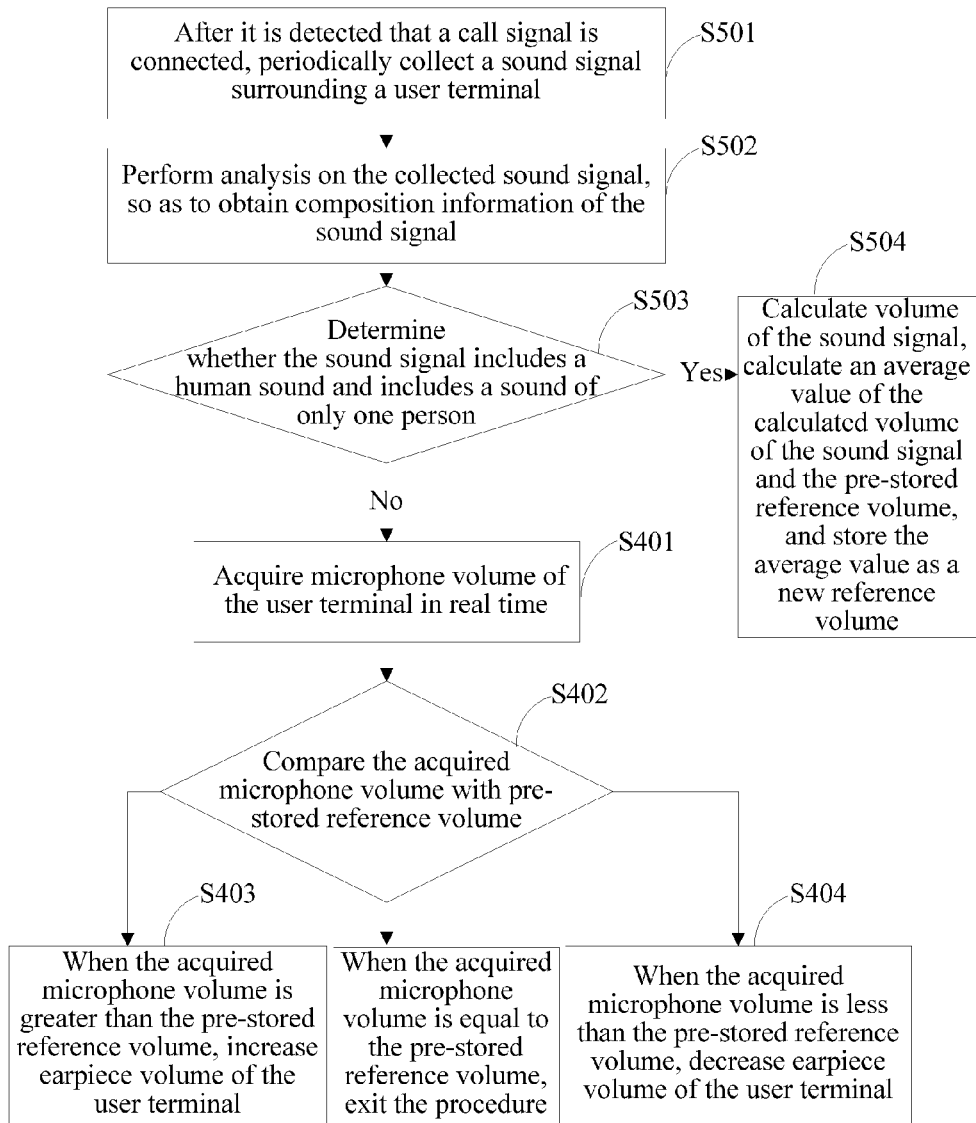 After it is detected that a call signal is
connected, periodically collect a sound signal
surrounding a user terminal
S501
Perform analysis on the collected sound signal,
so as to obtain composition information of the
sound signal
S502
Determine
whether the sound signal includes a
human sound and includes a sound of
only one person
S503
Yes
S504
Calculate volume
of the sound signal,
calculate an average
value of the
calculated volume
of the sound signal
and the pre-stored
reference volume,
and store the
average value as a
new reference
volume
No
S401
Acquire microphone volume of
the user terminal in real time
S402
Compare the acquired
microphone volume with pre-
stored reference volume
S403
When the acquired
microphone volume is
greater than the pre-stored
reference volume, increase
earpiece volume of the
user terminal
When the acquired
microphone
volume is equal to
the pre-stored
reference volume,
exit the procedure
S404
When the acquired
microphone volume is less
than the pre-stored reference
volume, decrease earpiece
volume of the user terminal